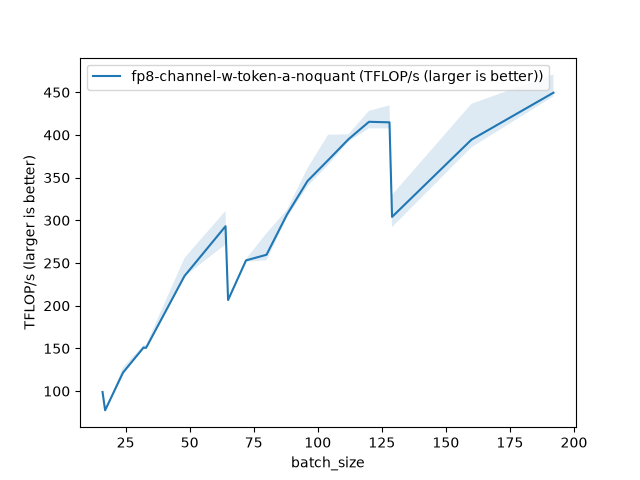 fp8-channel-w-token-a-noquant (TFLOP/s (larger is better))
TFLOP/s (larger is better)
450
400
350
300
250
200
150
100
25 50 75 100 125 150 175 200
batch_size